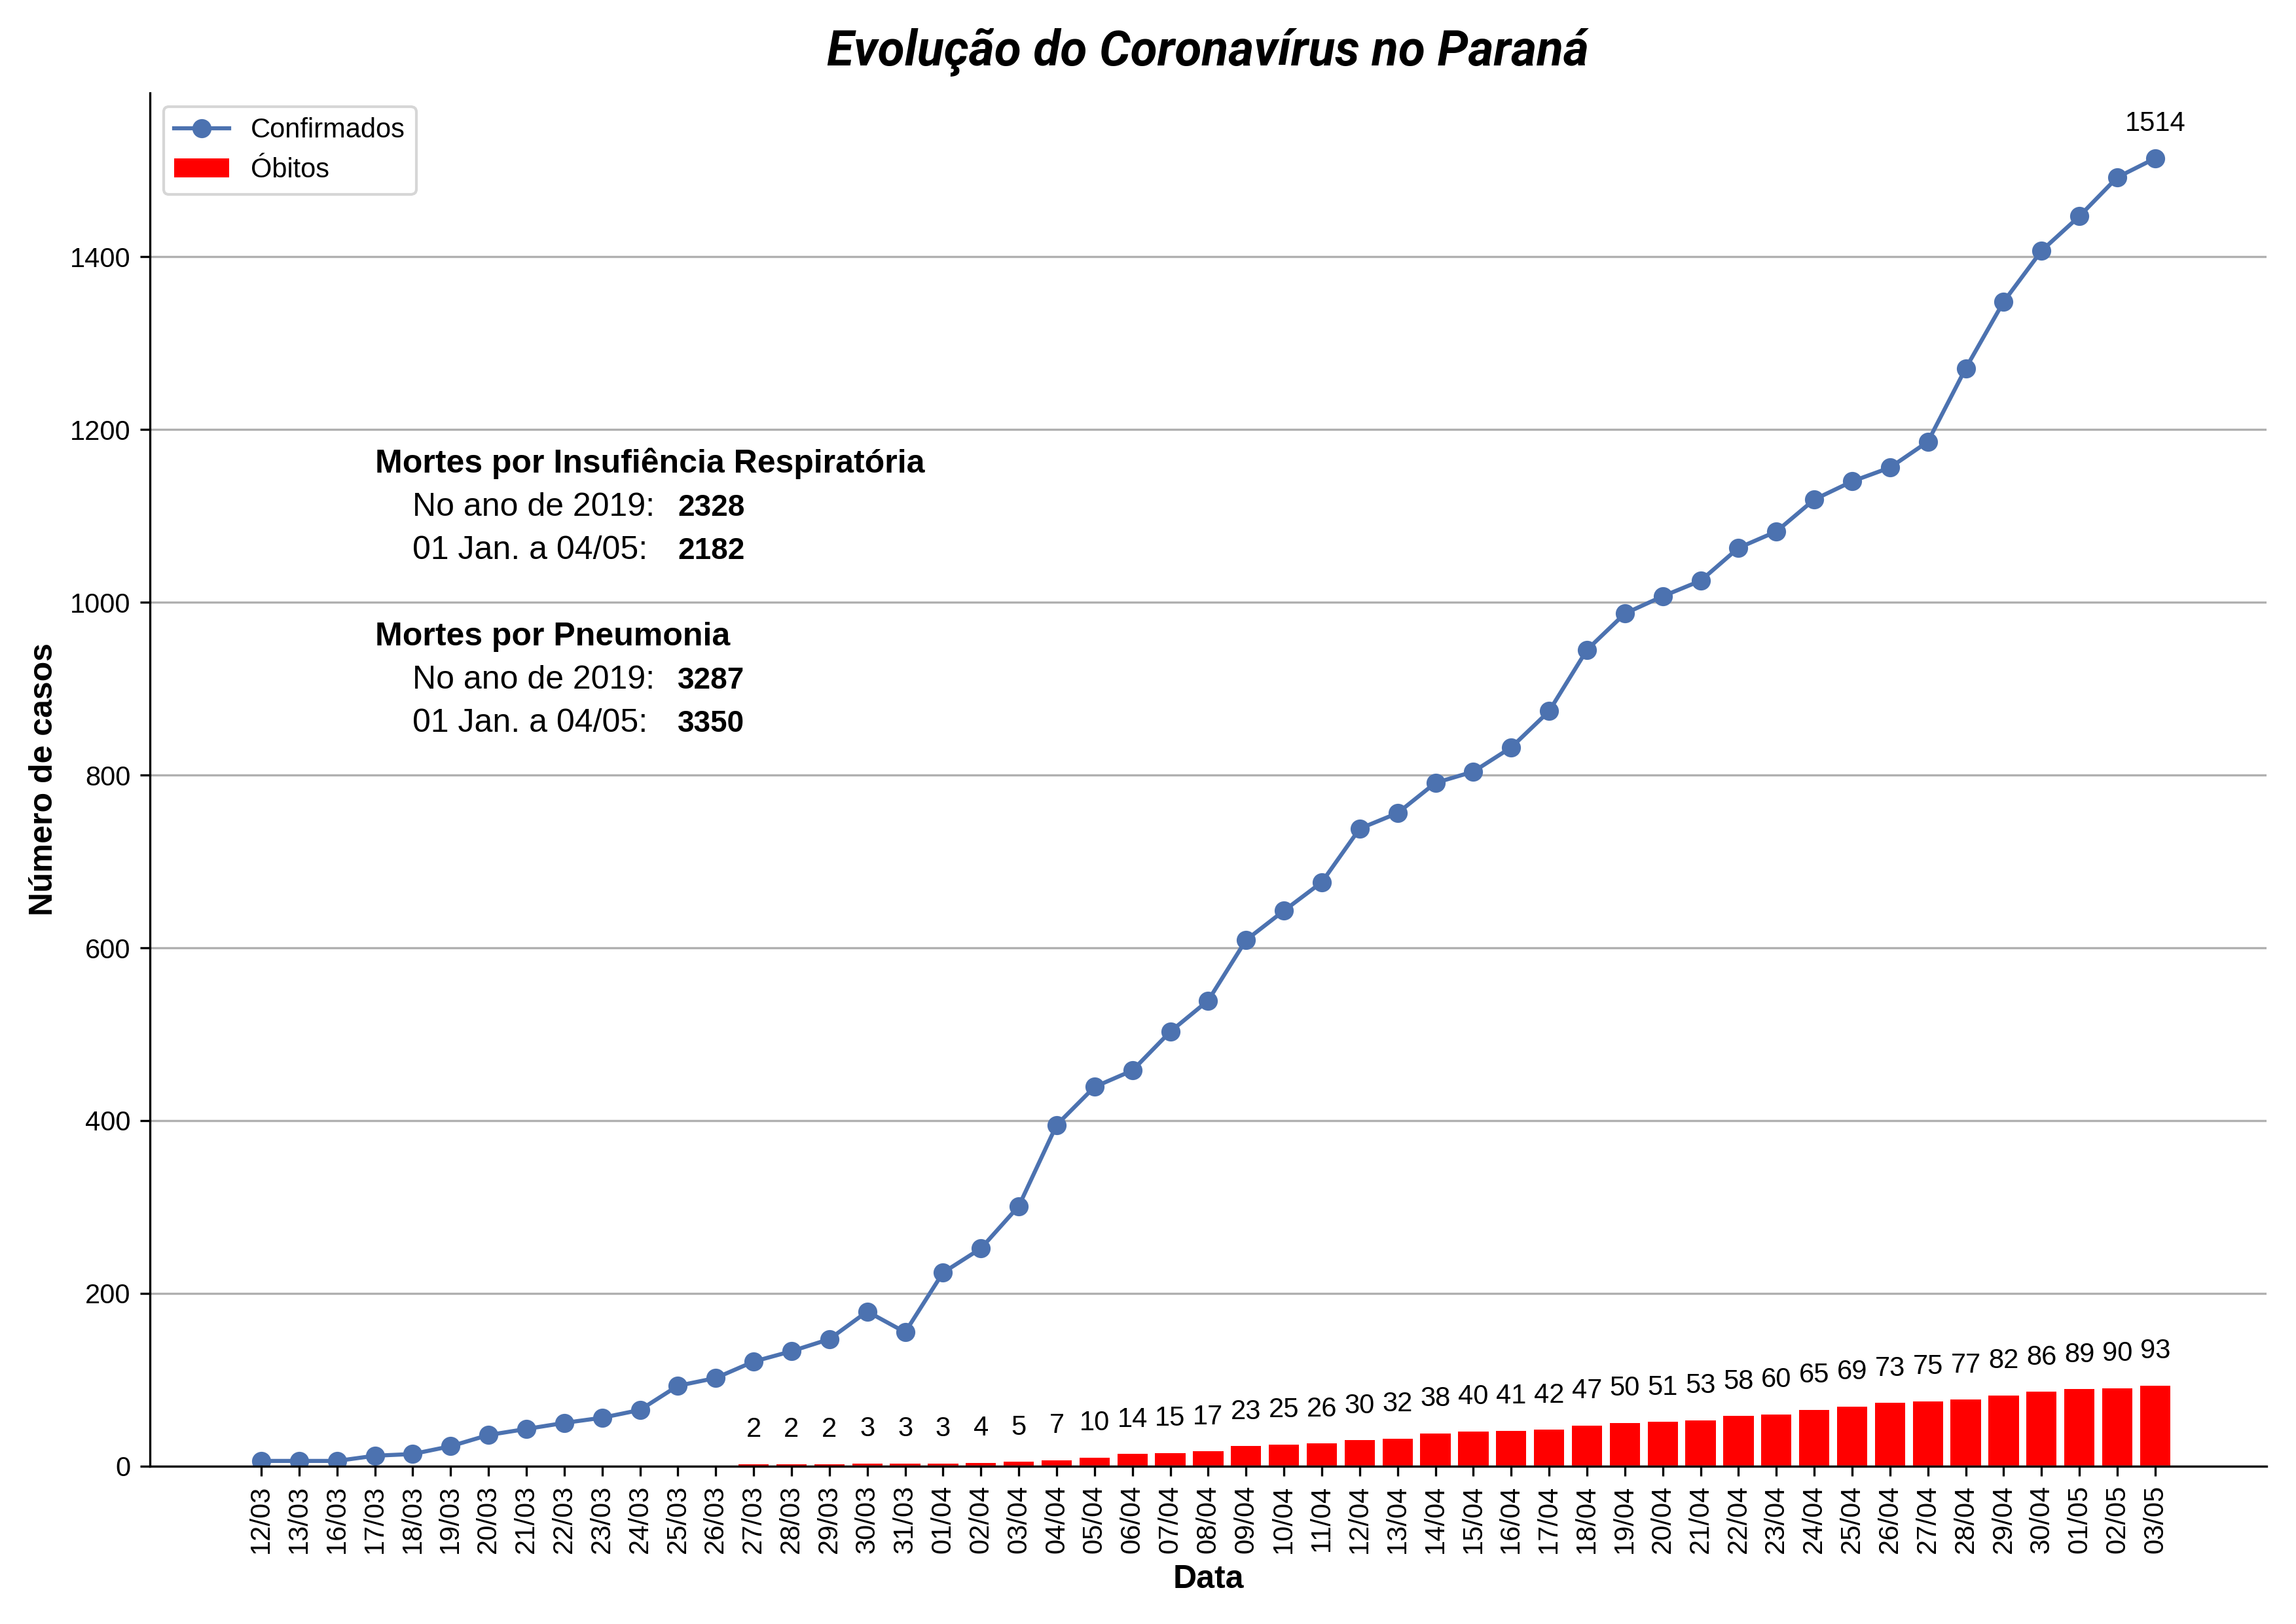 Evolução do Coronavírus no Paraná
Confirmados
Óbitos
1514
1400
1200
1000
800
600
400
200
0
Número de casos
Mortes por Insufiência Respiratória
No ano de 2019: 2328
01 Jan. a 04/05: 2182
Mortes por Pneumonia
No ano de 2019: 3287
01 Jan. a 04/05: 3350
2 2 2 3 3 3 4 5 7 10 14 15 17 23 25 26 30 32 38 40 41 42 47 50 51 53 58 60 65 69 73 75 77 82 86 89 90 93
12/03 13/03 16/03 17/03 18/03 19/03 20/03 21/03 22/03 23/03 24/03 25/03 26/03 27/03 28/03 29/03 30/03 31/03 01/04 02/04 03/04 04/04 05/04 06/04 07/04 08/04 09/04 10/04 11/04 12/04 13/04 14/04 15/04 16/04 17/04 18/04 19/04 20/04 21/04 22/04 23/04 24/04 25/04 26/04 27/04 28/04 29/04 30/04 01/05 02/05 03/05
Data